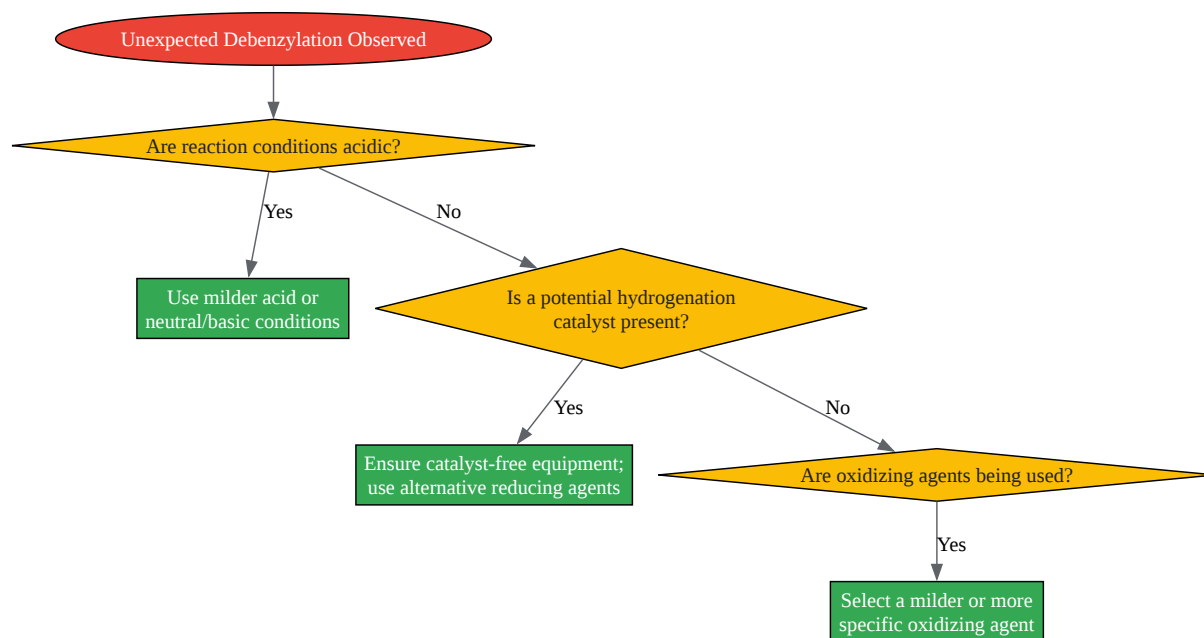 Unexpected Debenzylation Observed
Are reaction conditions acidic?
Yes
No
Use milder acid or
neutral/basic conditions
Is a potential hydrogenation
catalyst present?
Yes
No
Ensure catalyst-free equipment;
use alternative reducing agents
Are oxidizing agents being used?
Yes
Select a milder or more
specific oxidizing agent